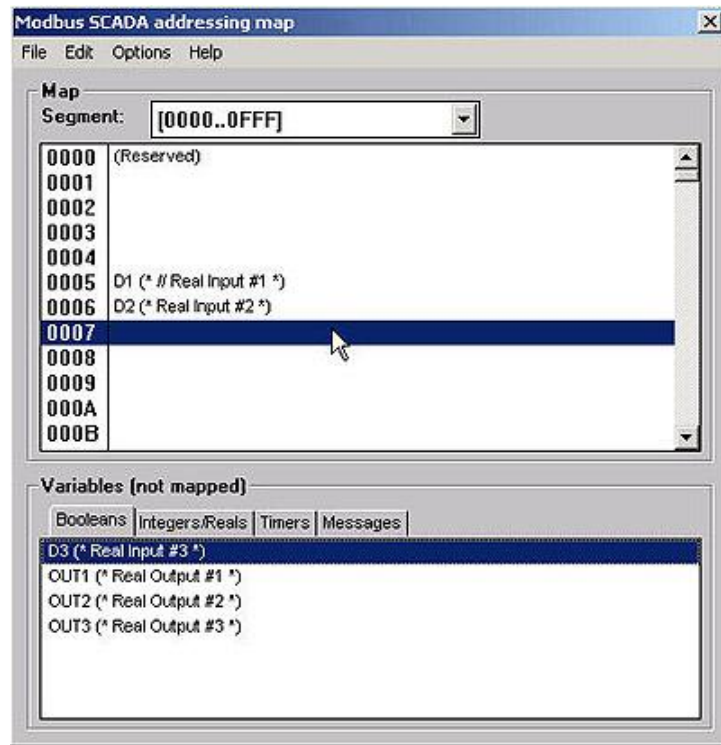 Modbus SCADA addressing map
File Edit Options Help
Map
Segment: [0000..0FFF]
0000 (Reserved)
0001
0002
0003
0004
0005 D1 (* // Real Input #1 *)
0006 D2 (* Real Input #2 *)
0007
0008
0009
000A
000B
Variables (not mapped)
Booleans Integers/Reals Timers Messages
D3 (* Real Input #3 *)
OUT1 (* Real Output #1 *)
OUT2 (* Real Output #2 *)
OUT3 (* Real Output #3 *)